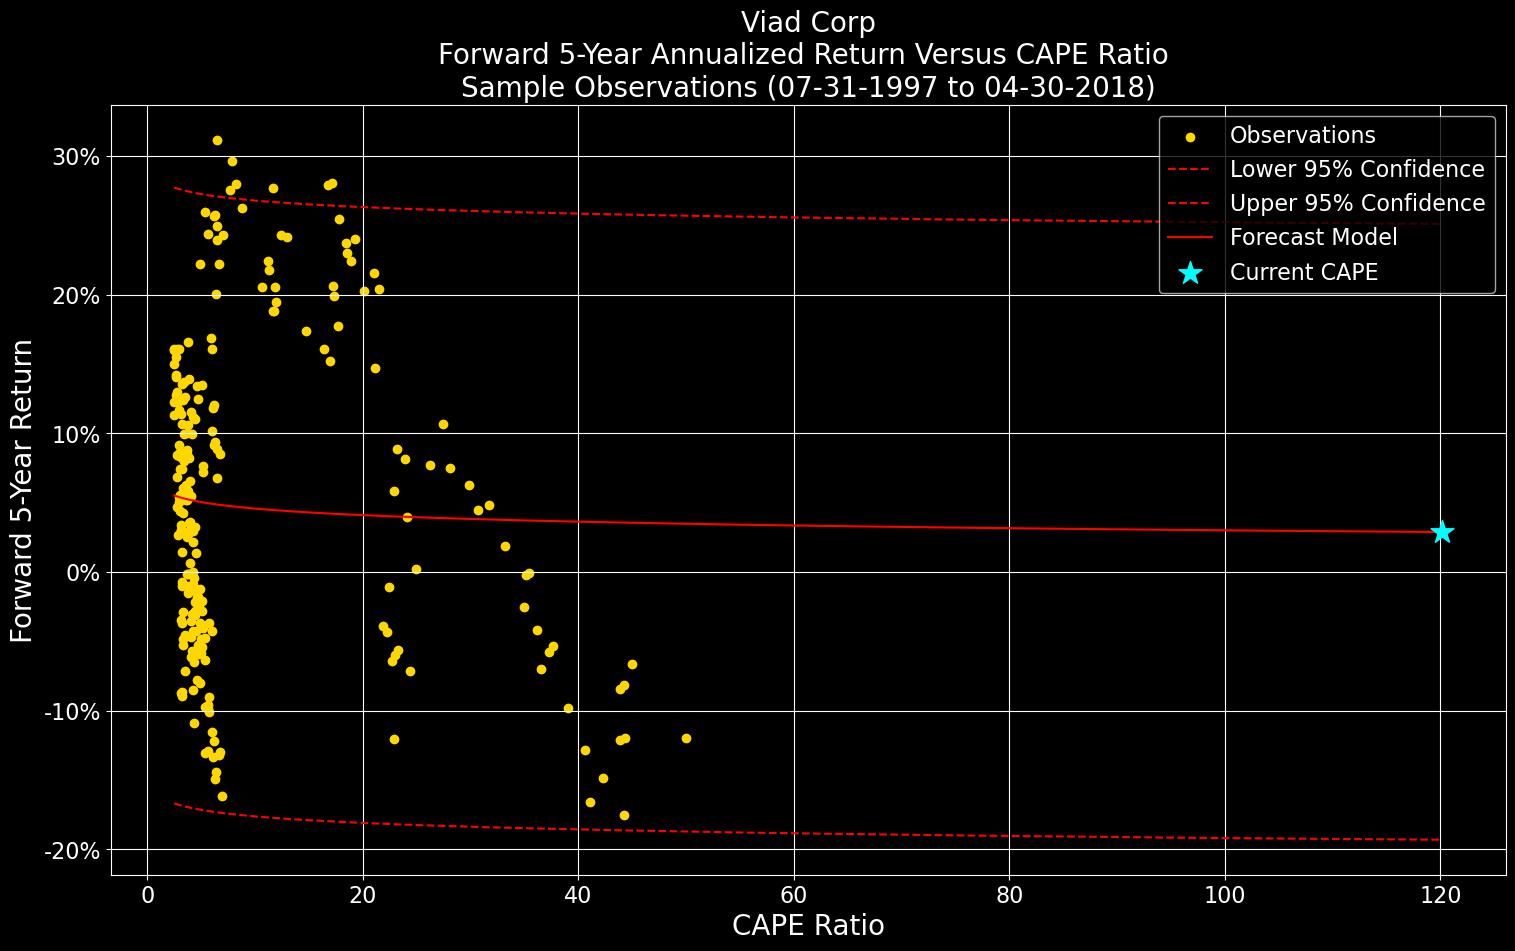 Viad Corp
Forward 5-Year Annualized Return Versus CAPE Ratio
Sample Observations (07-31-1997 to 04-30-2018)
Observations
Lower 95% Confidence
Upper 95% Confidence
Forecast Model
Current CAPE
Forward 5-Year Return
30%
20%
10%
0%
-10%
-20%
0 20 40 60 80 100 120
CAPE Ratio